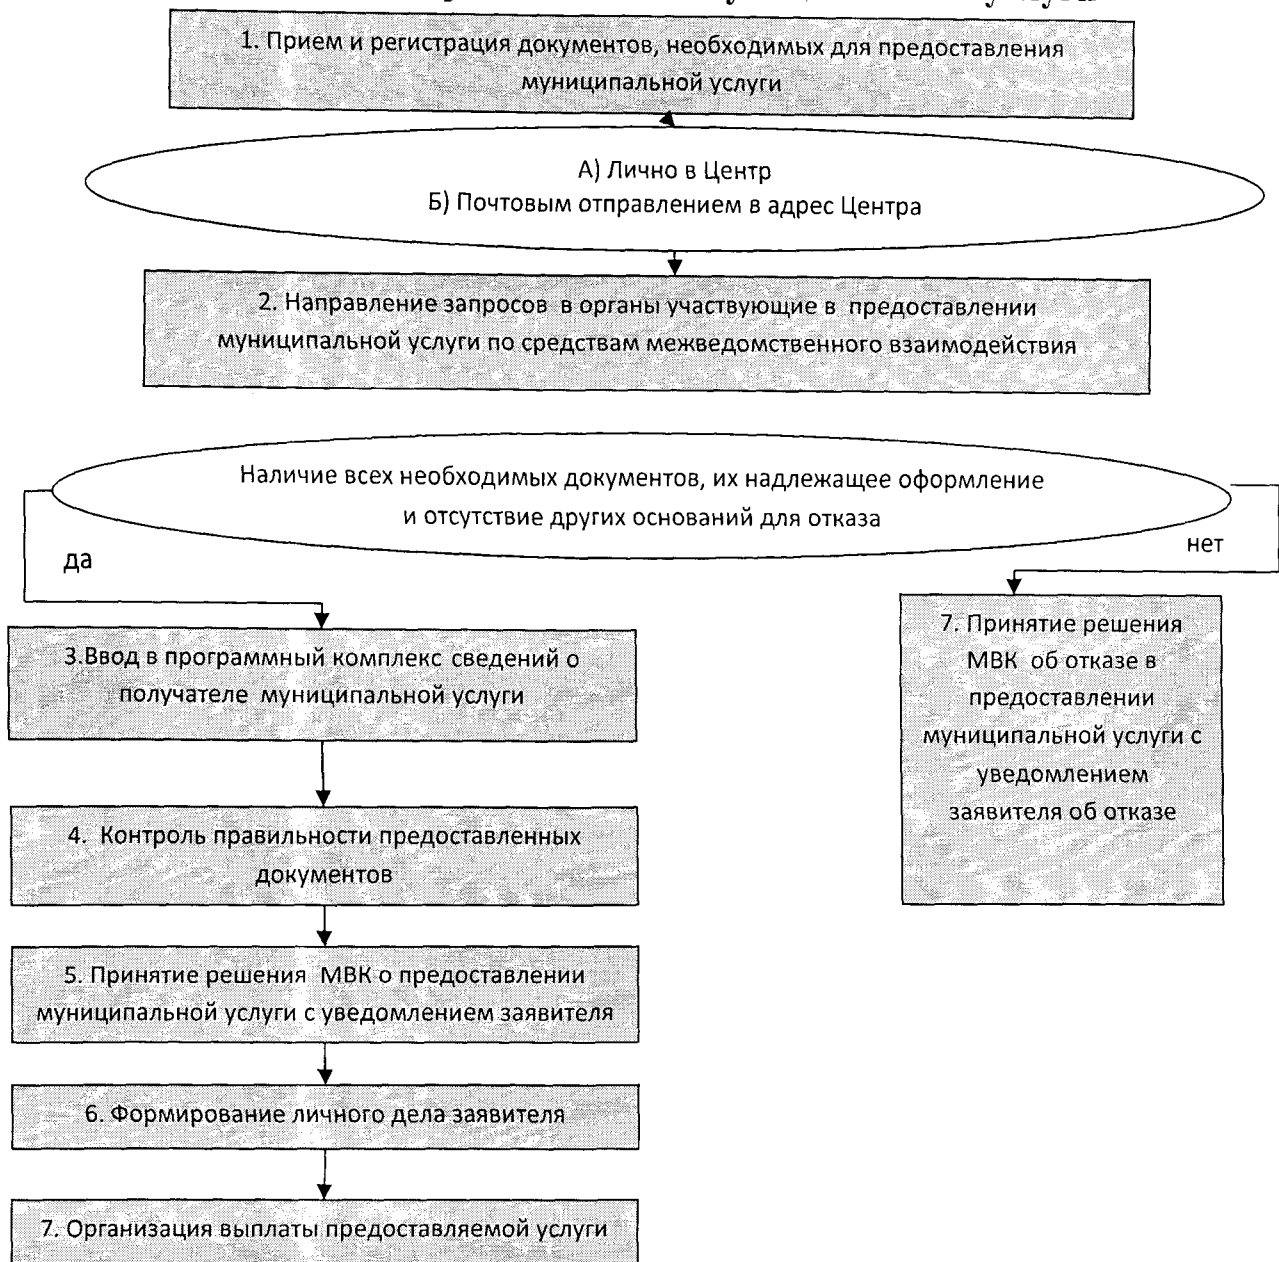 1. Прием и регистрация документов, необходимых для предоставления
муниципальной услуги
А) Лично в Центр
Б) Почтовым отправлением в адрес Центра
2. Направление запросов в органы участвующие в предоставлении
муниципальной услуги по средствам межведомственного взаимодействия
Наличие всех необходимых документов, их надлежащее оформление
и отсутствие других оснований для отказа
да
нет
3.Ввод в программный комплекс сведений о
получателе муниципальной услуги
4. Контроль правильности предоставленных
документов
5. Принятие решения МВК о предоставлении
муниципальной услуги с уведомлением заявителя
6. Формирование личного дела заявителя
7. Организация выплаты предоставляемой услуги
7. Принятие решения
МВК об отказе в
предоставлении
муниципальной услуги с
уведомлением
заявителя об отказе